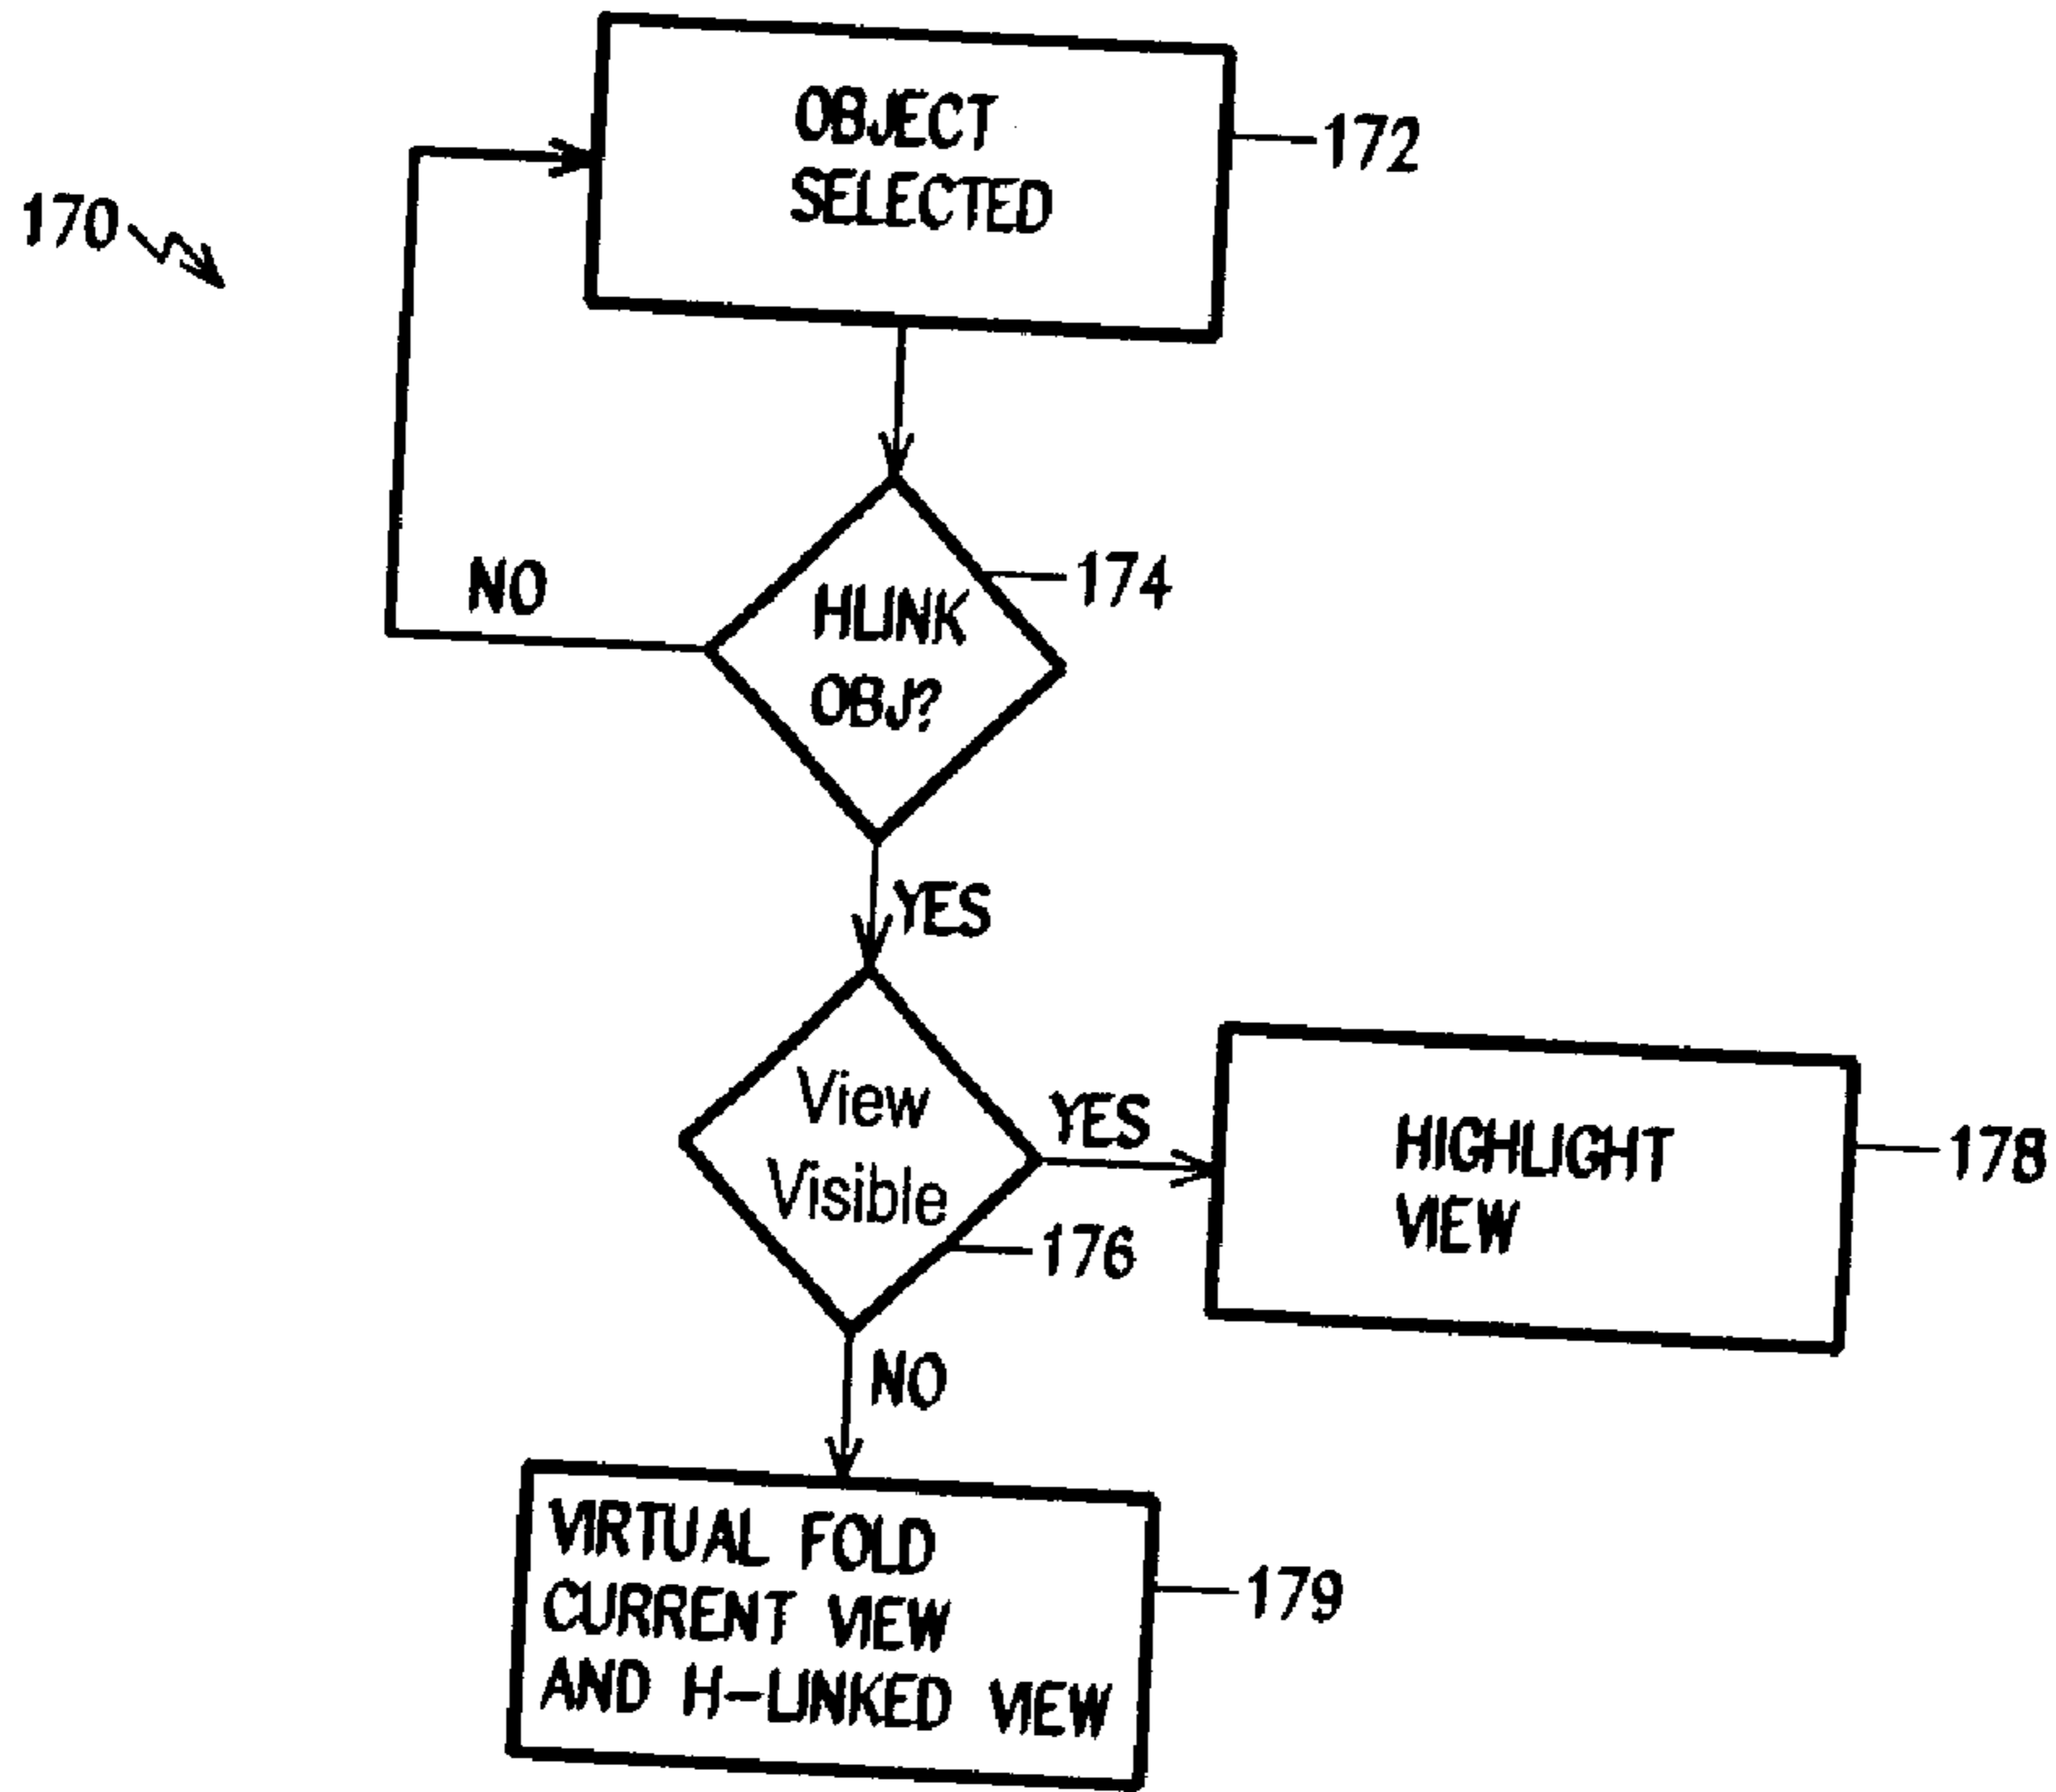 OBJECT
SELECTED
172
170
NO
174
HLINK
OBJ?
YES
View
Visible
YES
176
HIGHLIGHT
VIEW
178
NO
VIRTUAL FOLD
CURRENT VIEW
AND H-LINKED VIEW
179